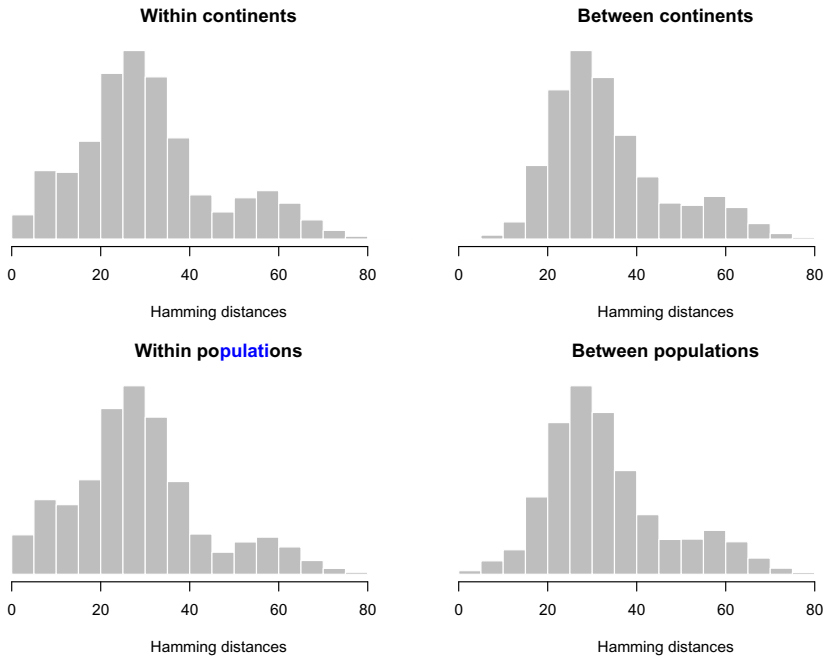 Within continents
Between continents
0 20 40 60 80
0 20 40 60 80
Hamming distances
Hamming distances
Within populations
Between populations
0 20 40 60 80
0 20 40 60 80
Hamming distances
Hamming distances